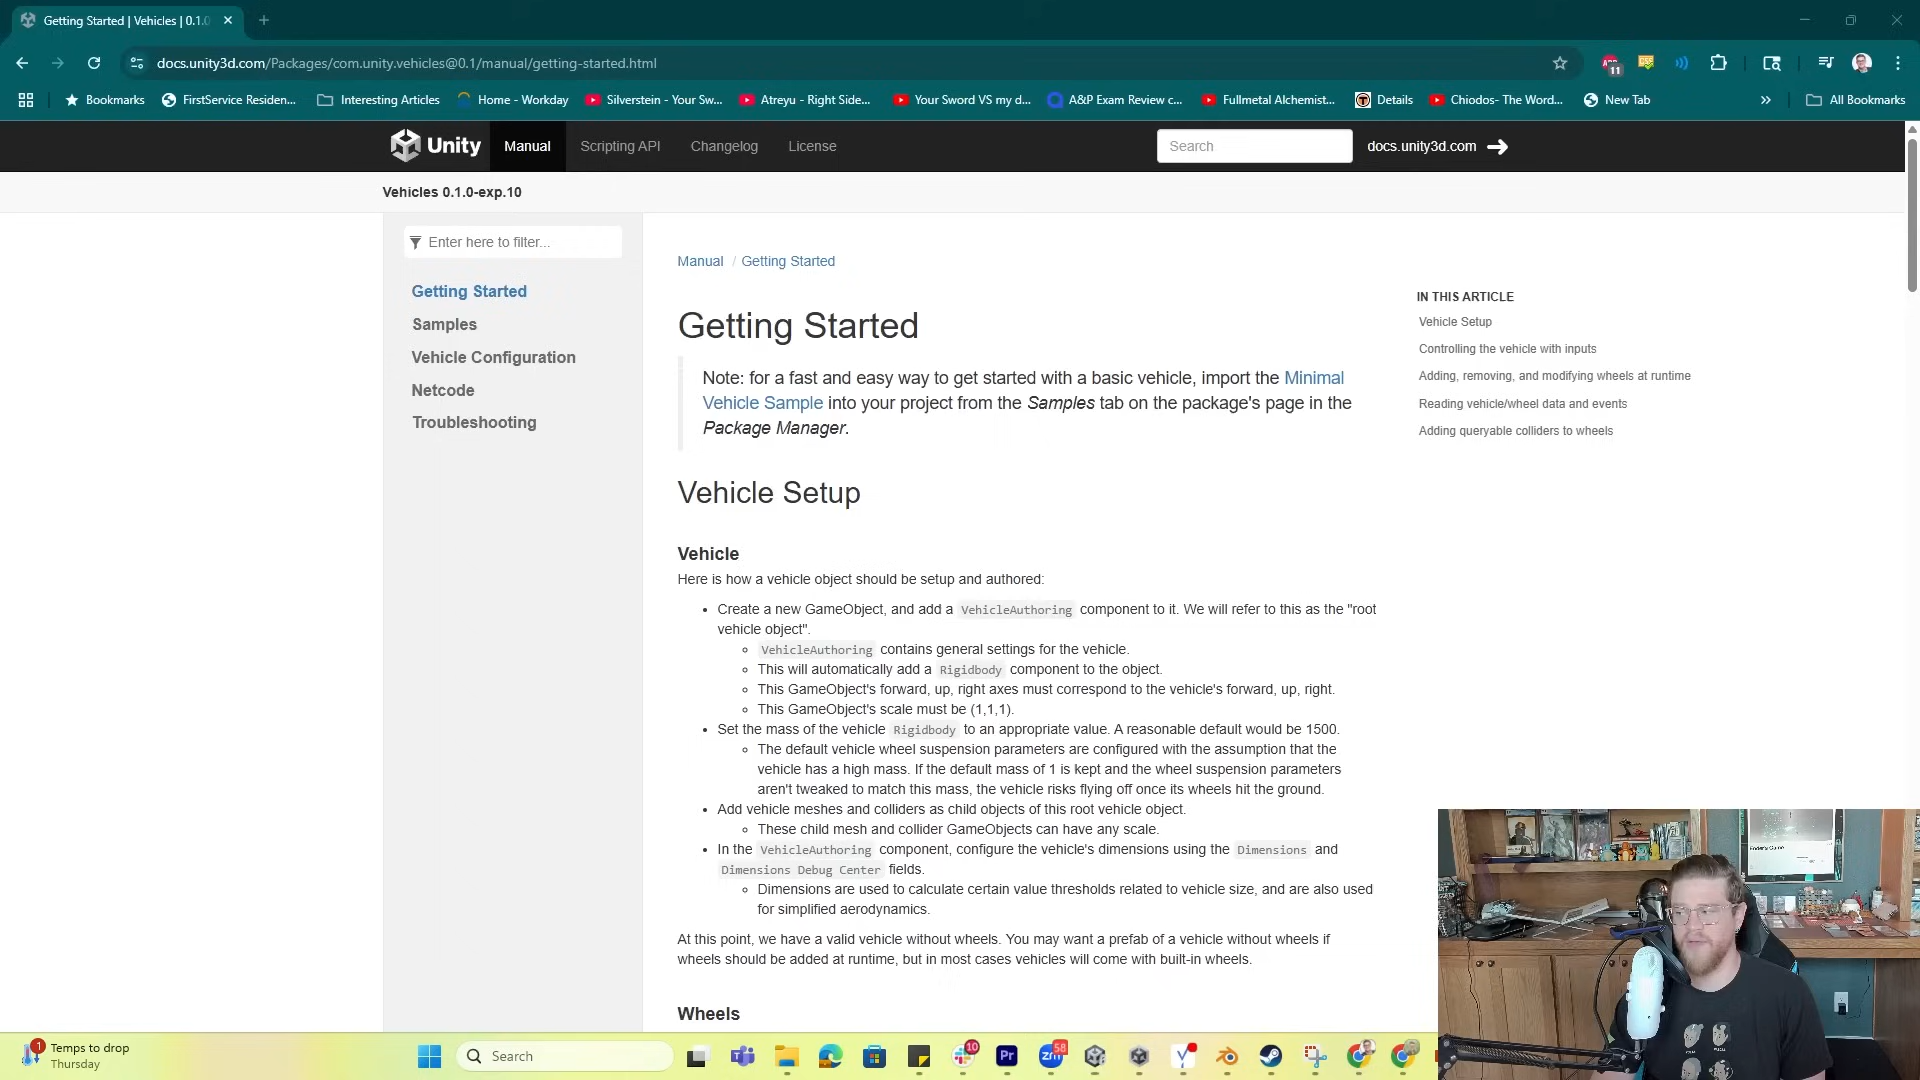 Getting Started | Vehicles | 0.1.0
docs.unity3d.com/Packages/com.unity.vehicles@0.1/manual/getting-started.html
11
Bookmarks
FirstService Residen...
Interesting Articles
Home - Workday
Silverstein - Your Sw...
Atreyu - Right Side...
Your Sword VS my d...
A&P Exam Review c...
Fullmetal Alchemist...
Details
Chiodos- The Word...
New Tab
All Bookmarks
Unity
Manual
Scripting API
Changelog
License
Search
docs.unity3d.com
Vehicles 0.1.0-exp.10
Enter here to filter...
Getting Started
Samples
Vehicle Configuration
Netcode
Troubleshooting
Manual / Getting Started
Getting Started
Note: for a fast and easy way to get started with a basic vehicle, import the Minimal
Vehicle Sample into your project from the Samples tab on the package's page in the
Package Manager.
Vehicle Setup
Vehicle
Here is how a vehicle object should be setup and authored:
Create a new GameObject, and add a VehicleAuthoring component to it. We will refer to this as the "root
vehicle object".
VehicleAuthoring contains general settings for the vehicle.
This will automatically add a Rigidbody component to the object.
This GameObject's forward, up, right axes must correspond to the vehicle's forward, up, right.
This GameObject's scale must be (1,1,1).
Set the mass of the vehicle Rigidbody to an appropriate value. A reasonable default would be 1500.
The default vehicle wheel suspension parameters are configured with the assumption that the
vehicle has a high mass. If the default mass of 1 is kept and the wheel suspension parameters
aren't tweaked to match this mass, the vehicle risks flying off once its wheels hit the ground.
Add vehicle meshes and colliders as child objects of this root vehicle object.
These child mesh and collider GameObjects can have any scale.
In the VehicleAuthoring component, configure the vehicle's dimensions using the Dimensions and
Dimensions Debug Center fields.
Dimensions are used to calculate certain value thresholds related to vehicle size, and are also used
for simplified aerodynamics.
At this point, we have a valid vehicle without wheels. You may want a prefab of a vehicle without wheels if
wheels should be added at runtime, but in most cases vehicles will come with built-in wheels.
Wheels
IN THIS ARTICLE
Vehicle Setup
Controlling the vehicle with inputs
Adding, removing, and modifying wheels at runtime
Reading vehicle/wheel data and events
Adding queryable colliders to wheels
Ender's Game
1
Temps to drop
Thursday
Search
10
Pr
zm
58